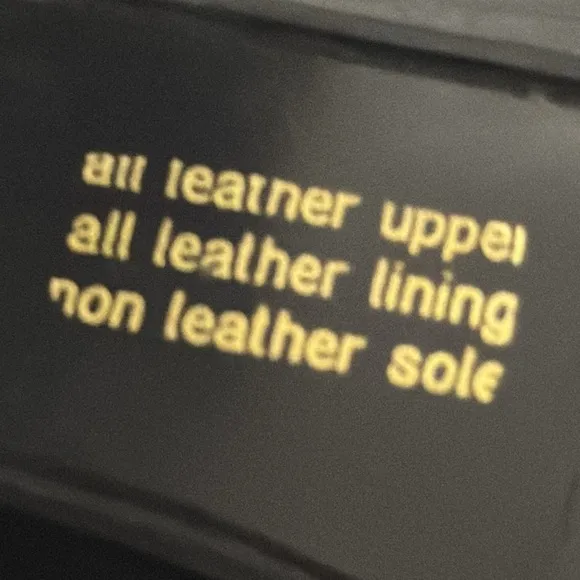 all leather upper
all leather lining
non leather sole